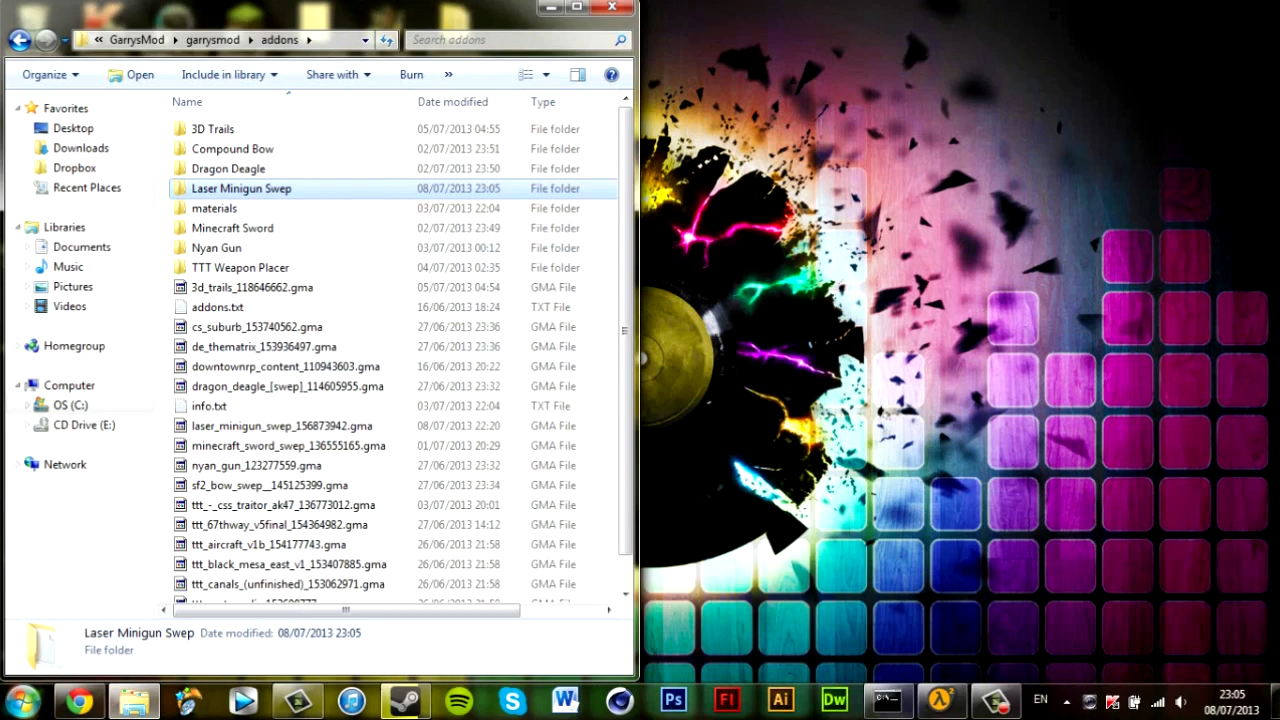 GarrysMod garrysmod addons Search addons
Organize Open Include in library Share with Burn »
Name Date modified Type
Favorites
Desktop
Downloads
Dropbox
Recent Places
Libraries
Documents
Music
Pictures
Videos
Homegroup
Computer
OS (C:)
CD Drive (E:)
Network
3D Trails 05/07/2013 04:55 File folder
Compound Bow 02/07/2013 23:51 File folder
Dragon Deagle 02/07/2013 23:50 File folder
Laser Minigun Swep 08/07/2013 23:05 File folder
materials 03/07/2013 22:04 File folder
Minecraft Sword 02/07/2013 23:49 File folder
Nyan Gun 03/07/2013 00:12 File folder
TTT Weapon Placer 04/07/2013 02:35 File folder
3d_trails_118646662.gma 05/07/2013 04:54 GMA File
addons.txt 16/06/2013 18:24 TXT File
cs_suburb_153740562.gma 27/06/2013 23:36 GMA File
de_thematrix_153936497.gma 27/06/2013 23:36 GMA File
downtownrp_content_110943603.gma 16/06/2013 20:22 GMA File
dragon_deagle_[swep]_114605955.gma 27/06/2013 23:32 GMA File
info.txt 03/07/2013 22:04 TXT File
laser_minigun_swep_156873942.gma 08/07/2013 22:20 GMA File
minecraft_sword_swep_136555165.gma 01/07/2013 20:29 GMA File
nyan_gun_123277559.gma 27/06/2013 23:32 GMA File
sf2_bow_swep__145125399.gma 27/06/2013 23:34 GMA File
ttt_-_css_traitor_ak47_136773012.gma 03/07/2013 20:01 GMA File
ttt_67thway_v5final_154364982.gma 27/06/2013 14:12 GMA File
ttt_aircraft_v1b_154177743.gma 26/06/2013 21:58 GMA File
ttt_black_mesa_east_v1_153407885.gma 26/06/2013 21:58 GMA File
ttt_canals_(unfinished)_153062971.gma 26/06/2013 21:58 GMA File
Laser Minigun Swep Date modified: 08/07/2013 23:05
File folder
W Ps Fl Ai Dw EN 23:05
08/07/2013